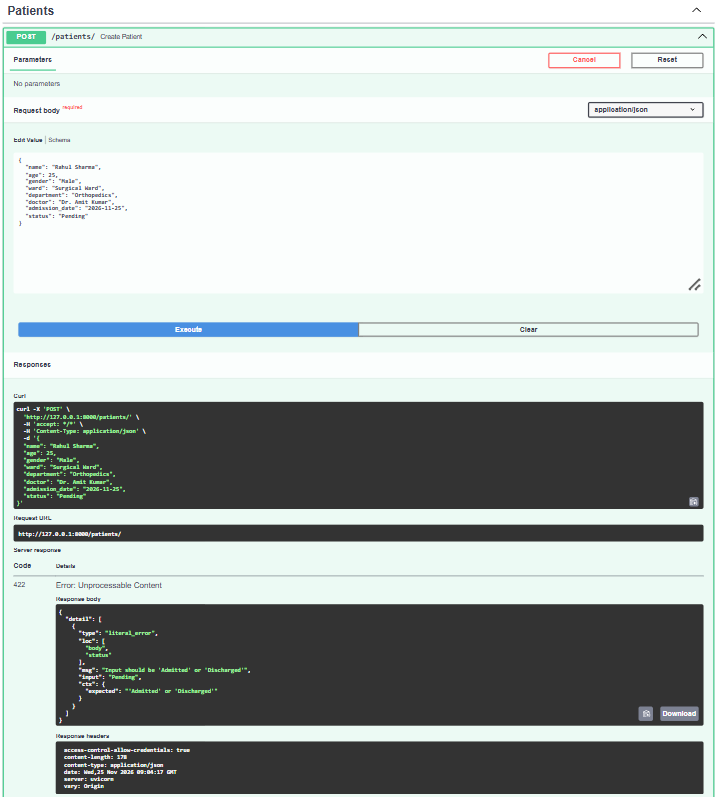 Patients
POST /patients/ Create Patient
Parameters
Cancel
Reset
No parameters
Request body required
application/json
Edit Value | Schema
{
  "name": "Rahul Sharma",
  "age": 25,
  "gender": "Male",
  "ward": "Surgical Ward",
  "department": "Orthopedics",
  "doctor": "Dr. Amit Kumar",
  "admission_date": "2026-11-25",
  "status": "Pending"
}
Execute
Clear
Responses
Curl
curl -X 'POST' \
  'http://127.0.0.1:8000/patients/' \
  -H 'accept: */*' \
  -H 'Content-Type: application/json' \
  -d '{
  "name": "Rahul Sharma",
  "age": 25,
  "gender": "Male",
  "ward": "Surgical Ward",
  "department": "Orthopedics",
  "doctor": "Dr. Amit Kumar",
  "admission_date": "2026-11-25",
  "status": "Pending"
}'
Request URL
http://127.0.0.1:8000/patients/
Server response
Code Details
422 Error: Unprocessable Content
Response body
{
  "detail": [
    {
      "type": "literal_error",
      "loc": [
        "body",
        "status"
      ],
      "msg": "Input should be 'Admitted' or 'Discharged'",
      "input": "Pending",
      "ctx": {
        "expected": "'Admitted' or 'Discharged'"
      }
    }
  ]
}
Download
Response headers
access-control-allow-credentials: true
content-length: 178
content-type: application/json
date: Wed,25 Nov 2026 09:04:17 GMT
server: uvicorn
vary: Origin